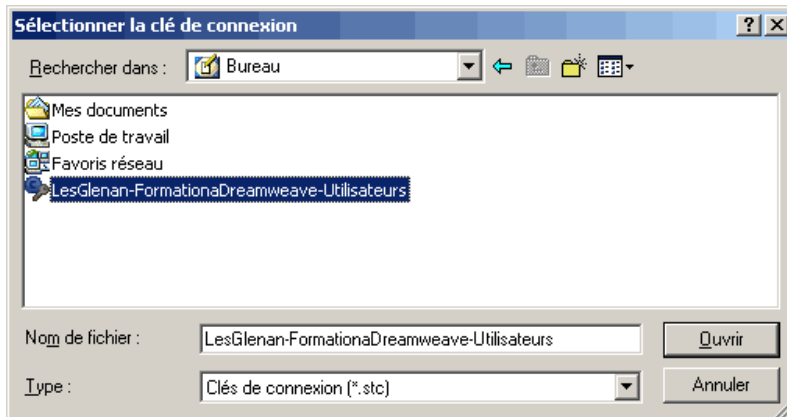 Sélectionner la clé de connexion
Rechercher dans :
Bureau
Mes documents
Poste de travail
Favoris réseau
LesGlenan-FormationaDreamweave-Utilisateurs
Nom de fichier :
LesGlenan-FormationaDreamweave-Utilisateurs
Ouvrir
Type :
Clés de connexion (*.stc)
Annuler